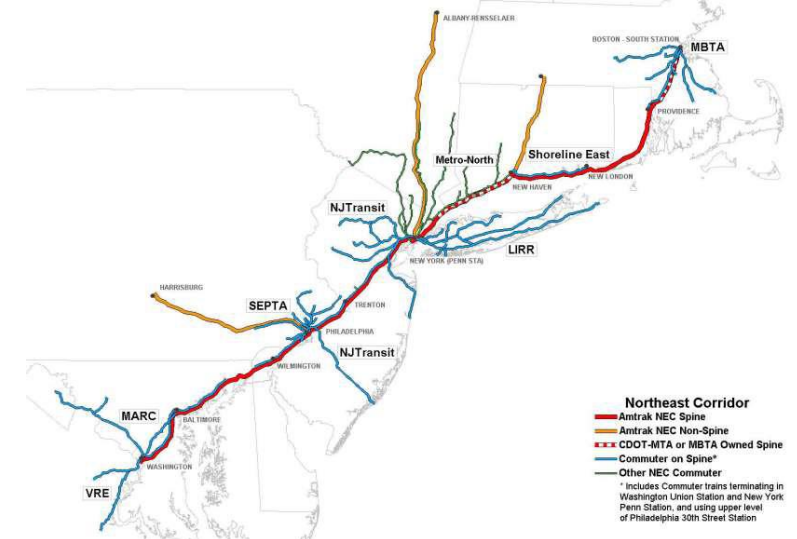 ALBANY-RENSSELAER
BOSTON - SOUTH STATION
MBTA
PROVIDENCE
Metro-North
Shoreline East
NEW LONDON
NEW HAVEN
NJTransit
LIRR
NEW YORK (PENN STA)
HARRISBURG
SEPTA
TRENTON
PHILADELPHIA
NJTransit
WILMINGTON
MARC
BALTIMORE
WASHINGTON
VRE
Northeast Corridor
Amtrak NEC Spine
Amtrak NEC Non-Spine
CDOT-MTA or MBTA Owned Spine
Commuter on Spine*
Other NEC Commuter
* Includes Commuter trains terminating in
Washington Union Station and New York
Penn Station, and using upper level
of Philadelphia 30th Street Station